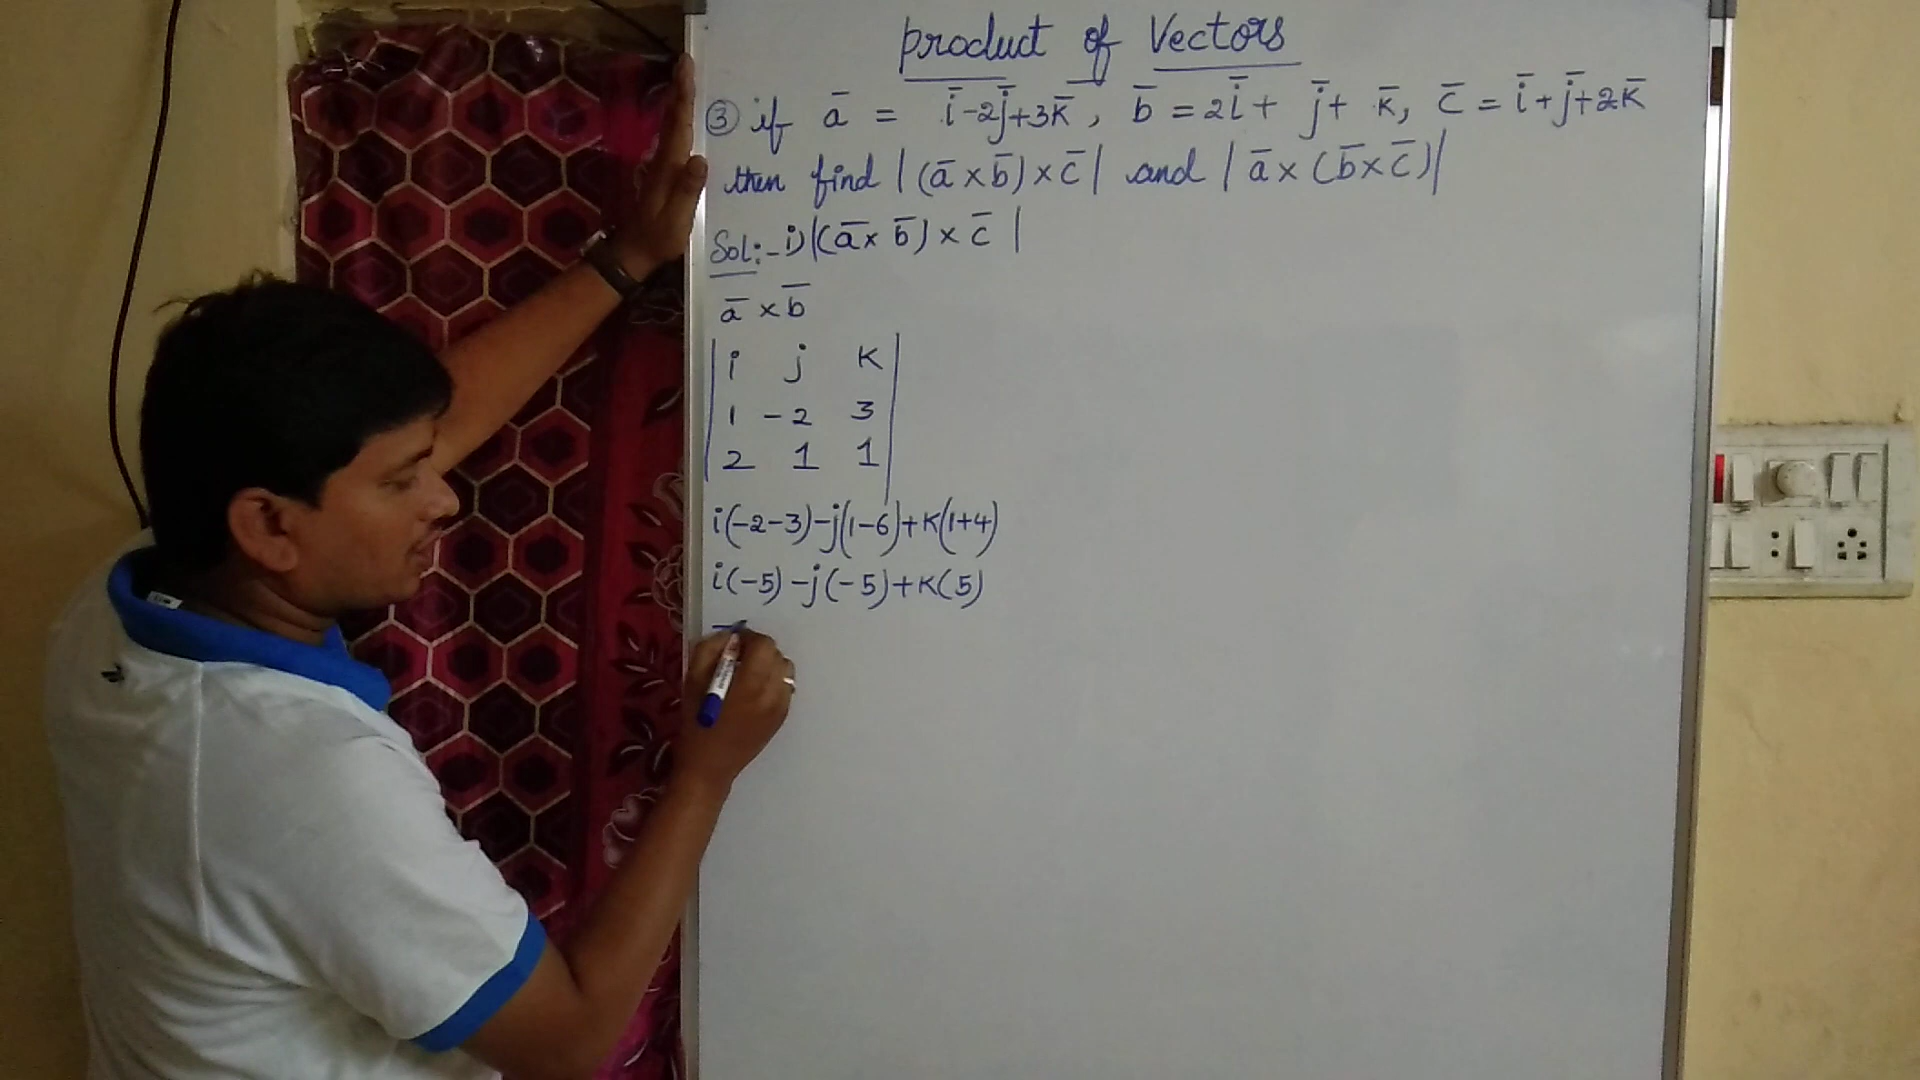 product of Vectors
③ if a̅ = i̅-2j̅+3k̅, b̅ = 2i̅+ j̅+ k̅, c̅ = i̅+j̅+2k̅
then find |(a̅×b̅)×c̅| and |a̅×(b̅×c̅)|
Sol:- i) |(a̅×b̅)×c̅|
a̅×b̅
| i j k |
| 1 -2 3 |
| 2 1 1 |
i(-2-3)-j(1-6)+k(1+4)
i(-5)-j(-5)+k(5)